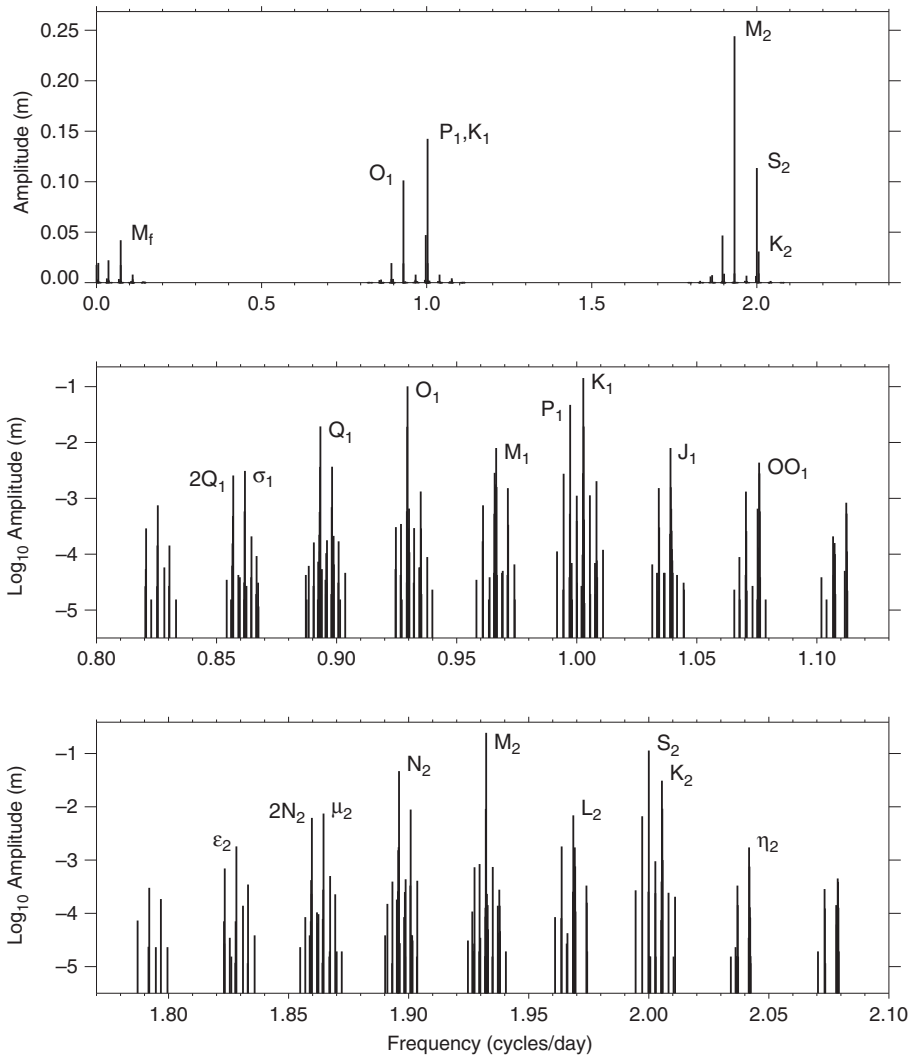 0.25
0.20
0.15
0.10
0.05
0.00
Amplitude (m)
M2
P1,K1
O1
S2
Mf
K2
0.0 0.5 1.0 1.5 2.0
−1
−2
−3
−4
−5
Log10 Amplitude (m)
K1
O1
P1
Q1
M1
J1
2Q1 σ1
OO1
0.80 0.85 0.90 0.95 1.00 1.05 1.10
−1
−2
−3
−4
−5
Log10 Amplitude (m)
M2
S2
N2
K2
2N2 μ2
L2
ε2
η2
1.80 1.85 1.90 1.95 2.00 2.05 2.10
Frequency (cycles/day)